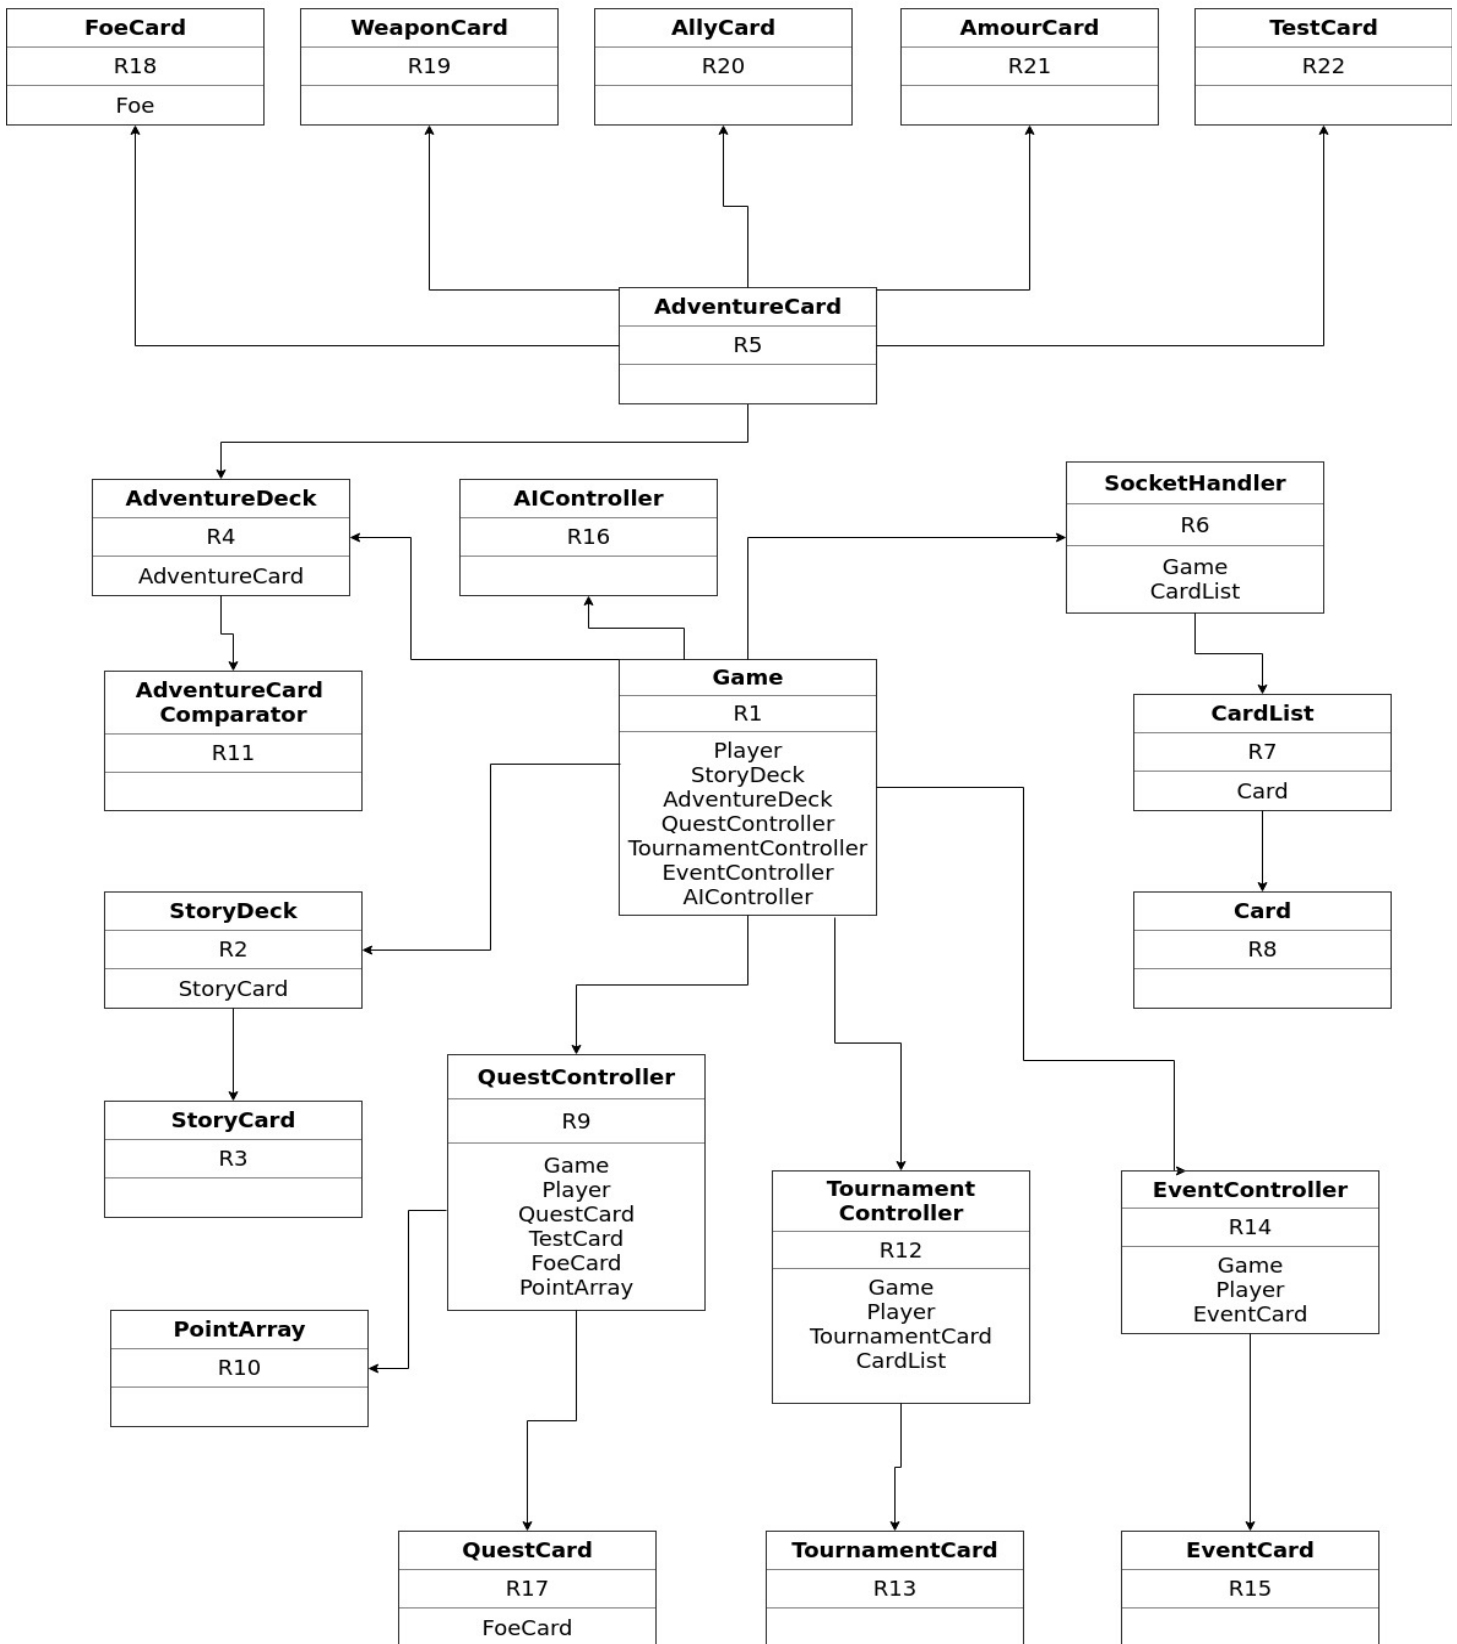 FoeCard
R18
Foe
WeaponCard
R19
AllyCard
R20
AmourCard
R21
TestCard
R22
AdventureCard
R5
AdventureDeck
R4
AdventureCard
AIController
R16
SocketHandler
R6
Game
CardList
AdventureCard
Comparator
R11
Game
R1
Player
StoryDeck
AdventureDeck
QuestController
TournamentController
EventController
AIController
CardList
R7
Card
StoryDeck
R2
StoryCard
Card
R8
QuestController
R9
Game
Player
QuestCard
TestCard
FoeCard
PointArray
StoryCard
R3
Tournament
Controller
R12
Game
Player
TournamentCard
CardList
EventController
R14
Game
Player
EventCard
PointArray
R10
QuestCard
R17
FoeCard
TournamentCard
R13
EventCard
R15